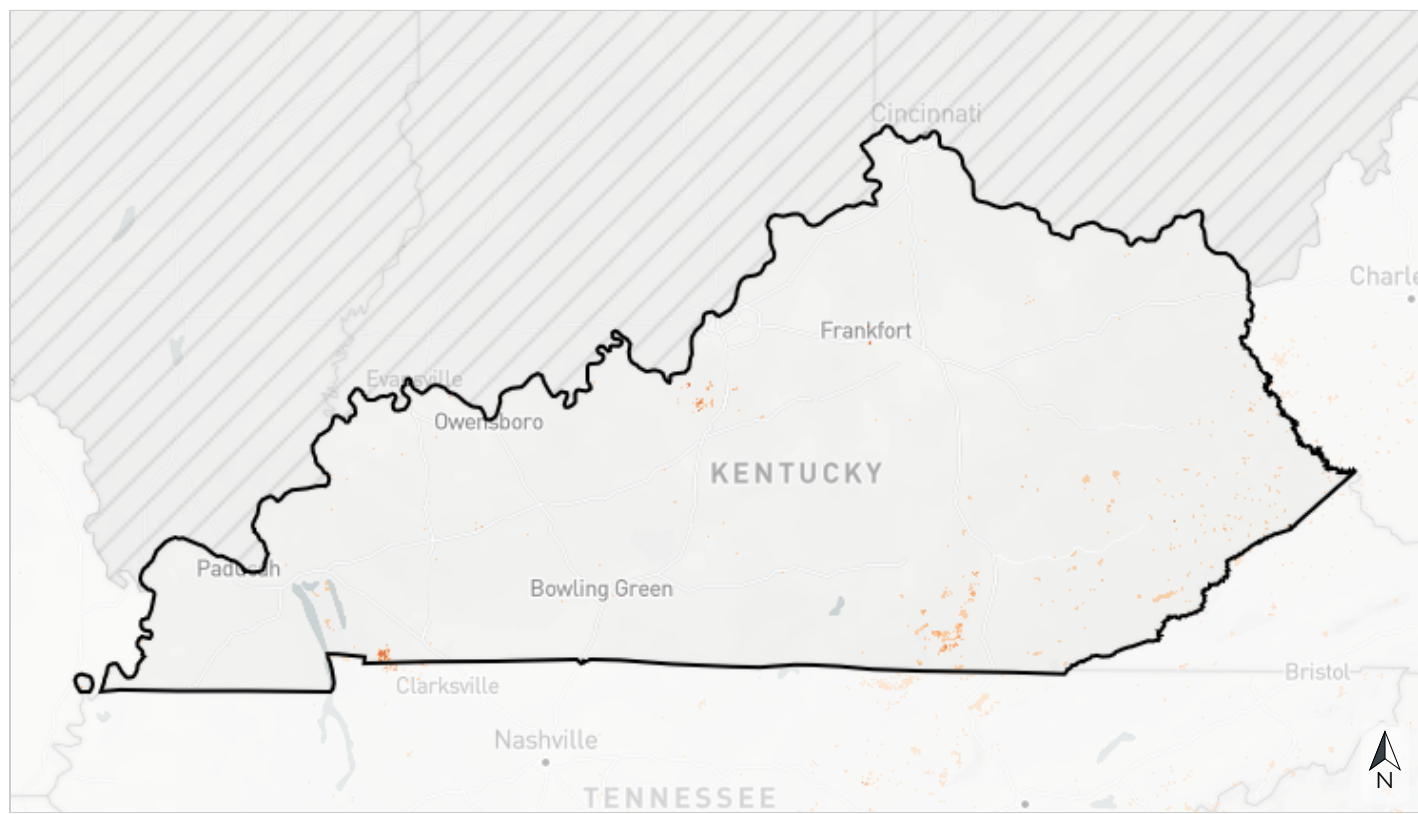 Cincinnati
Charle
Frankfort
Evansville
Owensboro
KENTUCKY
Paducah
Bowling Green
Clarksville
Bristol
Nashville
TENNESSEE
N